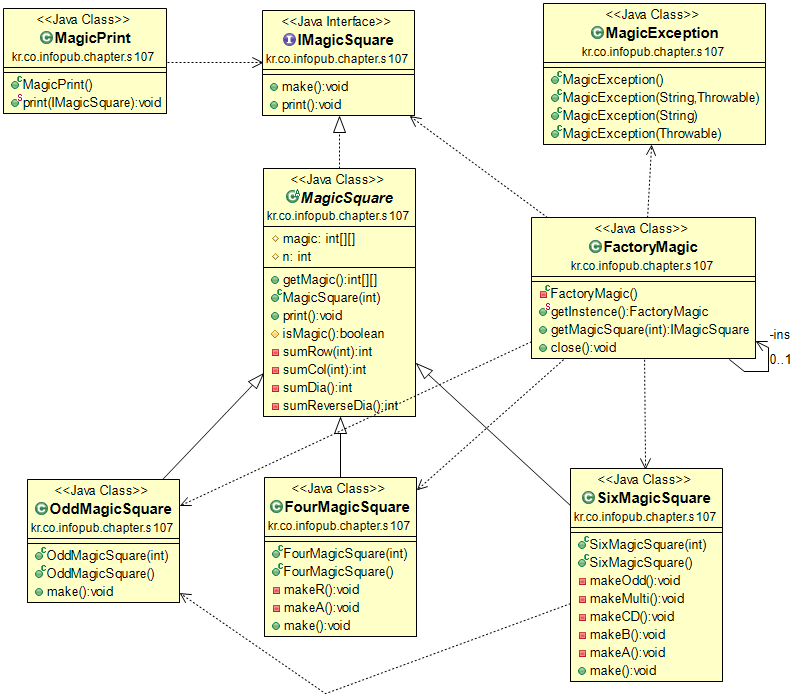 <<Java Class>>
MagicPrint
kr.co.infopub.chapter.s107
MagicPrint()
print(IMagicSquare):void
<<Java Interface>>
IMagicSquare
kr.co.infopub.chapter.s107
make():void
print():void
<<Java Class>>
MagicException
kr.co.infopub.chapter.s107
MagicException()
MagicException(String,Throwable)
MagicException(String)
MagicException(Throwable)
<<Java Class>>
MagicSquare
kr.co.infopub.chapter.s107
magic: int[][]
n: int
getMagic():int[][]
MagicSquare(int)
print():void
isMagic():boolean
sumRow(int):int
sumCol(int):int
sumDia():int
sumReverseDia():int
<<Java Class>>
FactoryMagic
kr.co.infopub.chapter.s107
FactoryMagic()
getInstence():FactoryMagic
getMagicSquare(int):IMagicSquare
close():void
-ins
0..1
<<Java Class>>
OddMagicSquare
kr.co.infopub.chapter.s107
OddMagicSquare(int)
OddMagicSquare()
make():void
<<Java Class>>
FourMagicSquare
kr.co.infopub.chapter.s107
FourMagicSquare(int)
FourMagicSquare()
makeR():void
makeA():void
make():void
<<Java Class>>
SixMagicSquare
kr.co.infopub.chapter.s107
SixMagicSquare(int)
SixMagicSquare()
makeOdd():void
makeMulti():void
makeCD():void
makeB():void
makeA():void
make():void